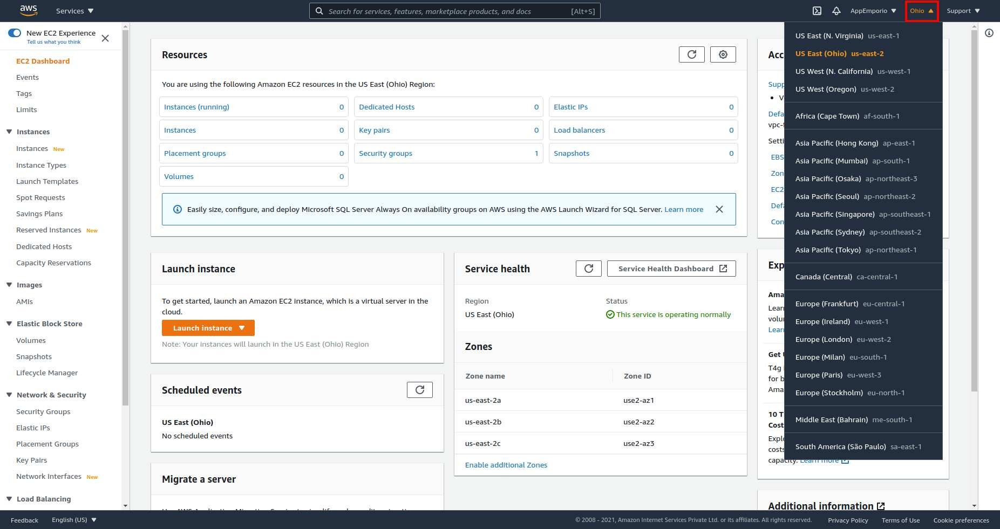 aws
Services
Search for services, features, marketplace products, and docs
[Alt+S]
AppEmporio
Ohio
Support
New EC2 Experience
Tell us what you think
EC2 Dashboard
Events
Tags
Limits
Instances
Instances New
Instance Types
Launch Templates
Spot Requests
Savings Plans
Reserved Instances New
Dedicated Hosts
Capacity Reservations
Images
AMIs
Elastic Block Store
Volumes
Snapshots
Lifecycle Manager
Network & Security
Security Groups
Elastic IPs
Placement Groups
Key Pairs
Network Interfaces New
Load Balancing
Resources
You are using the following Amazon EC2 resources in the US East (Ohio) Region:
Instances (running) 0
Dedicated Hosts 0
Elastic IPs 0
Instances 0
Key pairs 0
Load balancers 0
Placement groups 0
Security groups 1
Snapshots 0
Volumes 0
Easily size, configure, and deploy Microsoft SQL Server Always On availability groups on AWS using the AWS Launch Wizard for SQL Server. Learn more
Launch instance
To get started, launch an Amazon EC2 instance, which is a virtual server in the
cloud.
Launch instance
Note: Your instances will launch in the US East (Ohio) Region
Scheduled events
US East (Ohio)
No scheduled events
Migrate a server
Service health
Service Health Dashboard
Region
US East (Ohio)
Status
This service is operating normally
Zones
Zone name Zone ID
us-east-2a use2-az1
us-east-2b use2-az2
us-east-2c use2-az3
Enable additional Zones
US East (N. Virginia) us-east-1
US East (Ohio) us-east-2
US West (N. California) us-west-1
US West (Oregon) us-west-2
Africa (Cape Town) af-south-1
Asia Pacific (Hong Kong) ap-east-1
Asia Pacific (Mumbai) ap-south-1
Asia Pacific (Osaka) ap-northeast-3
Asia Pacific (Seoul) ap-northeast-2
Asia Pacific (Singapore) ap-southeast-1
Asia Pacific (Sydney) ap-southeast-2
Asia Pacific (Tokyo) ap-northeast-1
Canada (Central) ca-central-1
Europe (Frankfurt) eu-central-1
Europe (Ireland) eu-west-1
Europe (London) eu-west-2
Europe (Milan) eu-south-1
Europe (Paris) eu-west-3
Europe (Stockholm) eu-north-1
Middle East (Bahrain) me-south-1
South America (São Paulo) sa-east-1
EC2
Get
T4g
for b
10 T
Cost
costs
capacity. Learn more
Additional information
Feedback
English (US)
© 2008 - 2021, Amazon Internet Services Private Ltd. or its affiliates. All rights reserved.
Privacy Policy
Terms of Use
Cookie preferences